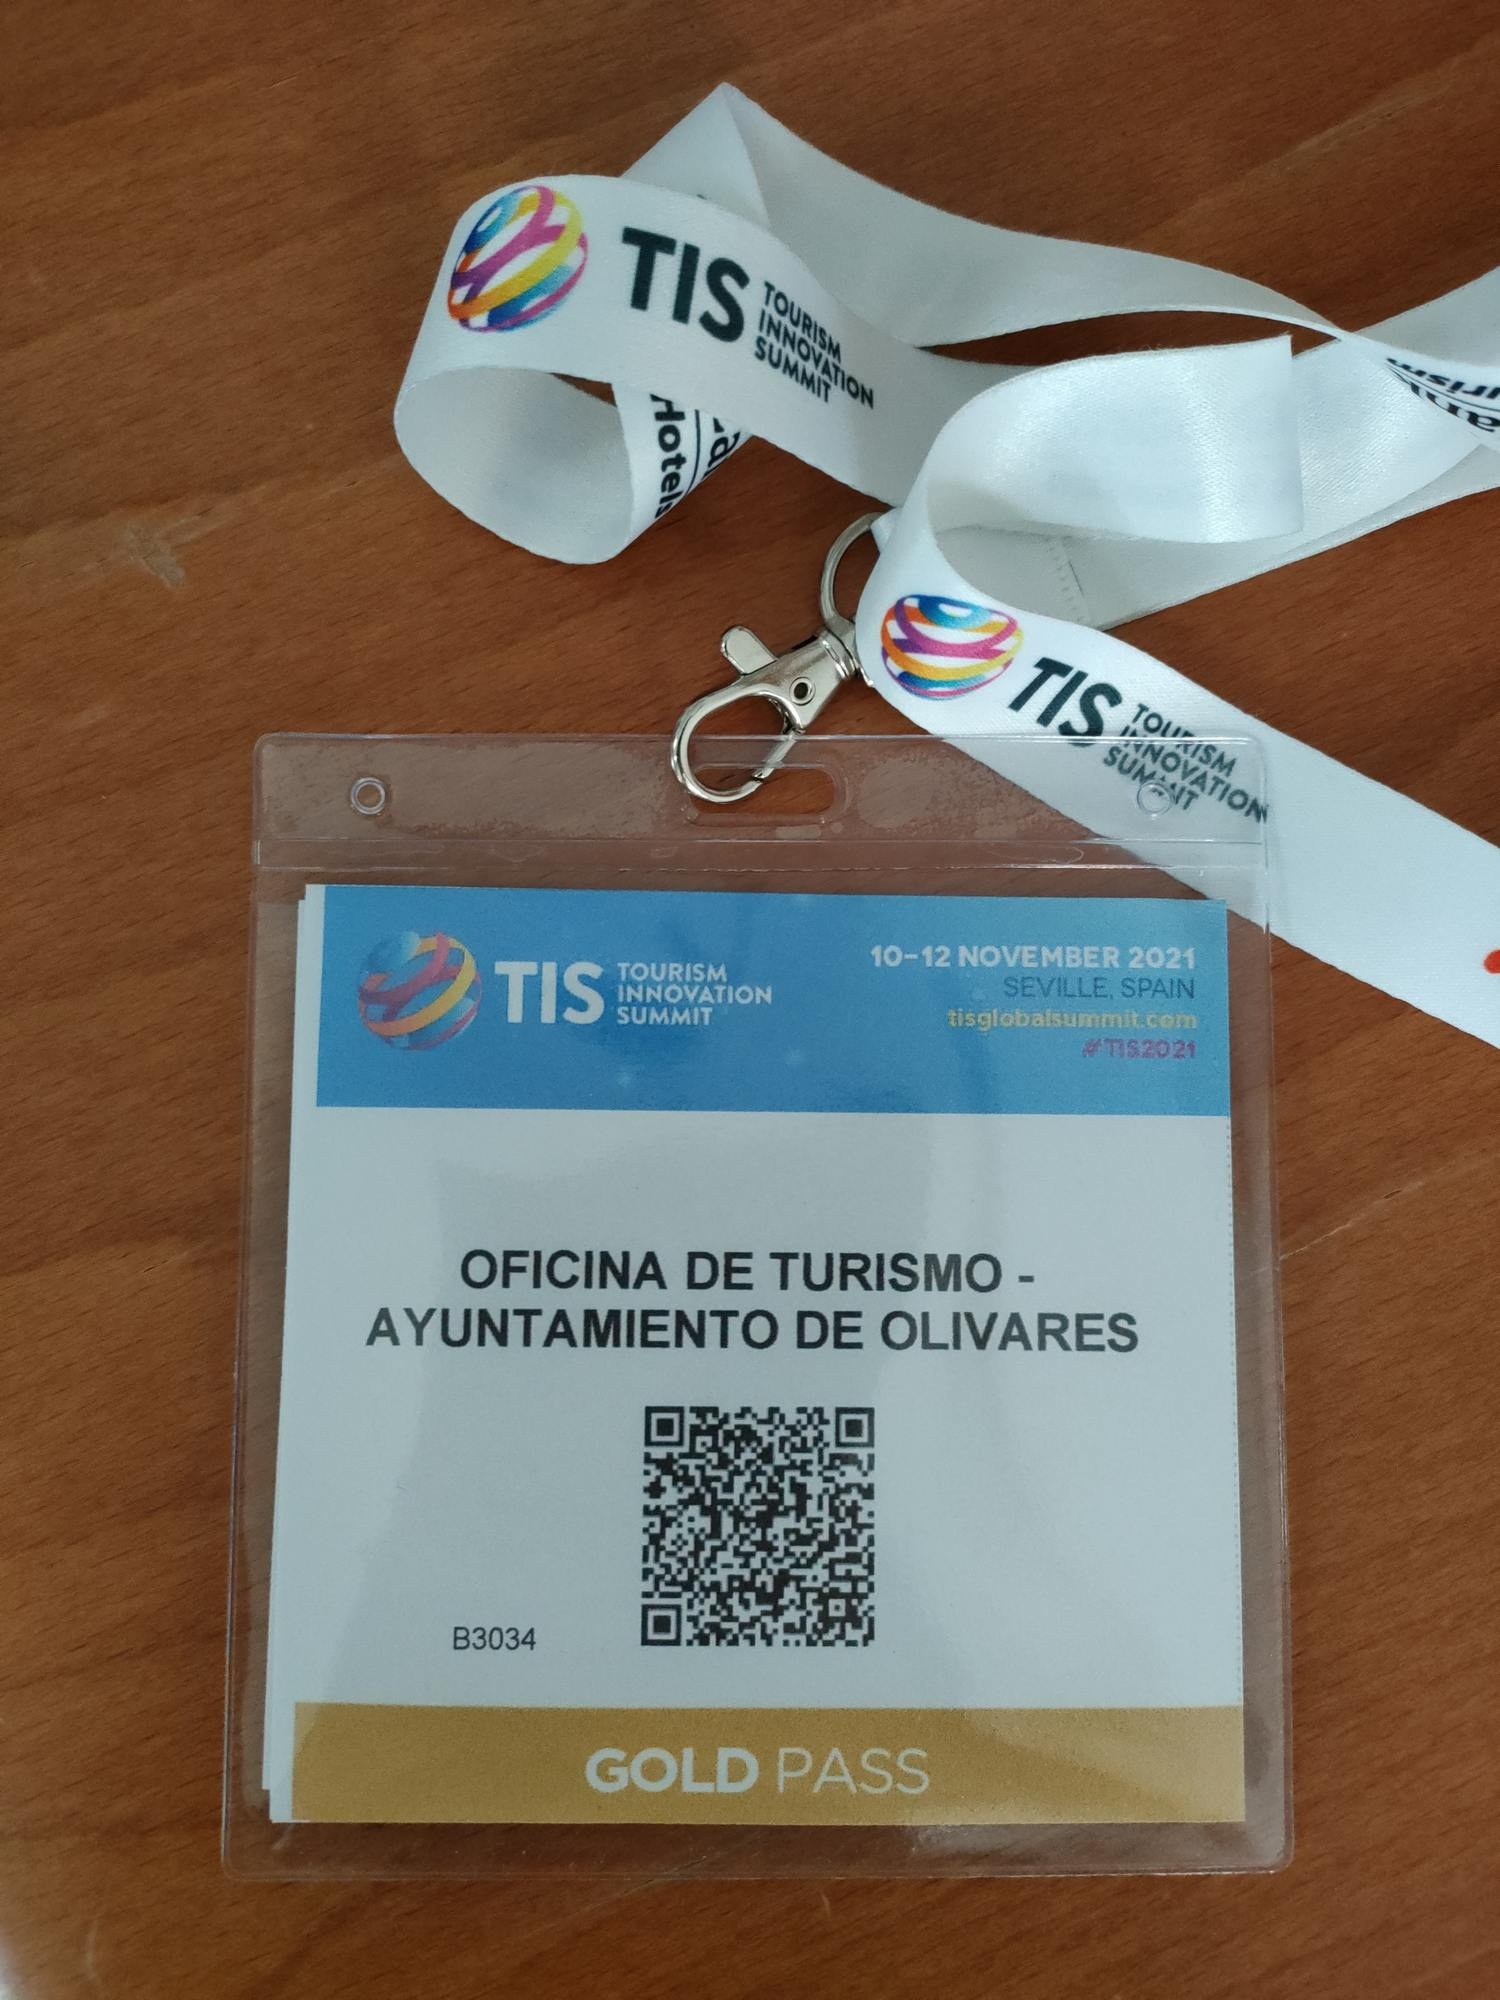 TIS
TOURISM
INNOVATION
SUMMIT
Hotels
TIS
TOURISM
INNOVATION
SUMMIT
TIS
TOURISM
INNOVATION
SUMMIT
10-12 NOVEMBER 2021
SEVILLE, SPAIN
tisglobalsummit.com
#TIS2021
OFICINA DE TURISMO -
AYUNTAMIENTO DE OLIVARES
B3034
GOLD PASS